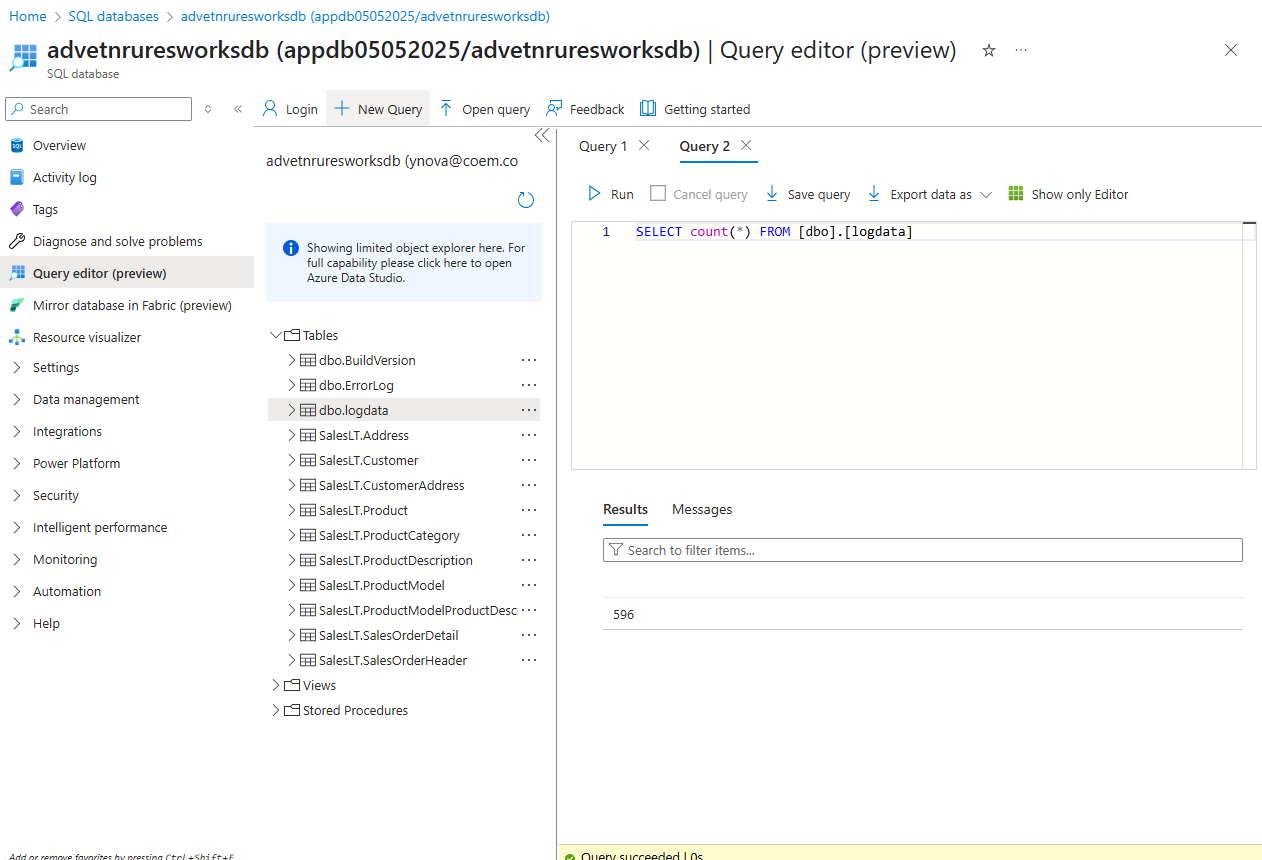 Home > SQL databases > advetnruresworksdb (appdb05052025/advetnruresworksdb)
advetnruresworksdb (appdb05052025/advetnruresworksdb) | Query editor (preview)
SQL database
Search
Login
New Query
Open query
Feedback
Getting started
Overview
Activity log
Tags
Diagnose and solve problems
Query editor (preview)
Mirror database in Fabric (preview)
Resource visualizer
Settings
Data management
Integrations
Power Platform
Security
Intelligent performance
Monitoring
Automation
Help
Add or remove favorites by pressing Ctrl+Shift+F
advetnruresworksdb (ynova@coem.co
Showing limited object explorer here. For
full capability please click here to open
Azure Data Studio.
Tables
dbo.BuildVersion
dbo.ErrorLog
dbo.logdata
SalesLT.Address
SalesLT.Customer
SalesLT.CustomerAddress
SalesLT.Product
SalesLT.ProductCategory
SalesLT.ProductDescription
SalesLT.ProductModel
SalesLT.ProductModelProductDesc
SalesLT.SalesOrderDetail
SalesLT.SalesOrderHeader
Views
Stored Procedures
Query 1
Query 2
Run
Cancel query
Save query
Export data as
Show only Editor
1 SELECT count(*) FROM [dbo].[logdata]
Results
Messages
Search to filter items...
596
Query succeeded | 0s